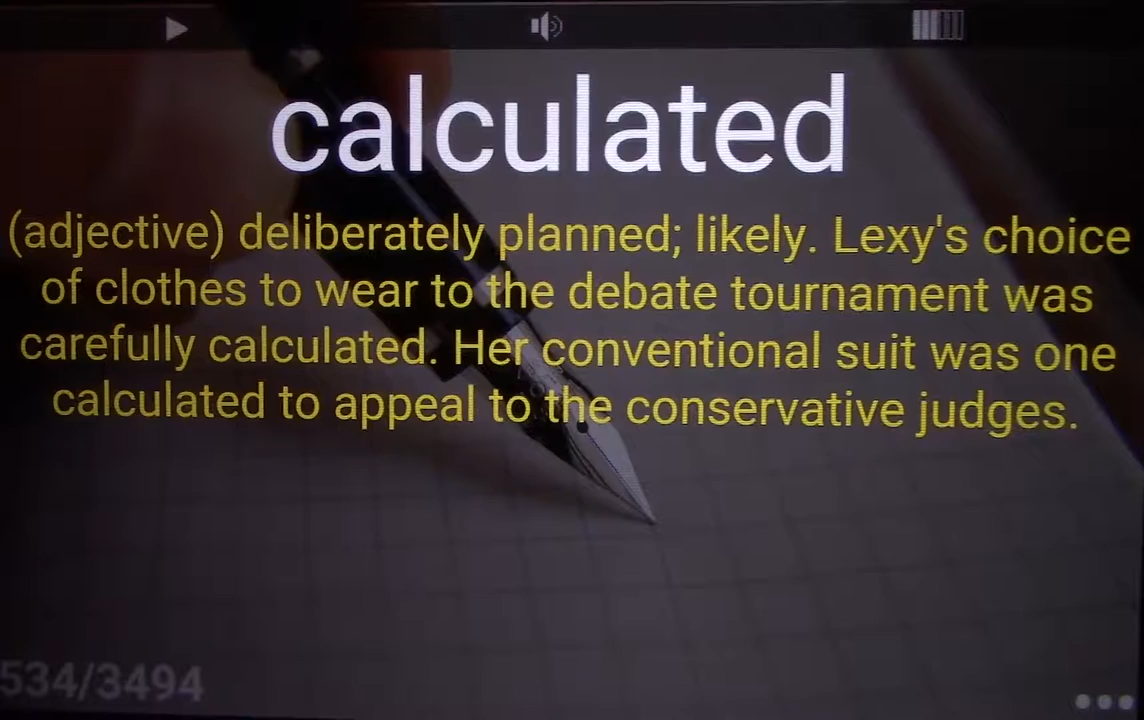 calculated
(adjective) deliberately planned; likely. Lexy's choice
of clothes to wear to the debate tournament was
carefully calculated. Her conventional suit was one
calculated to appeal to the conservative judges.
534/3494